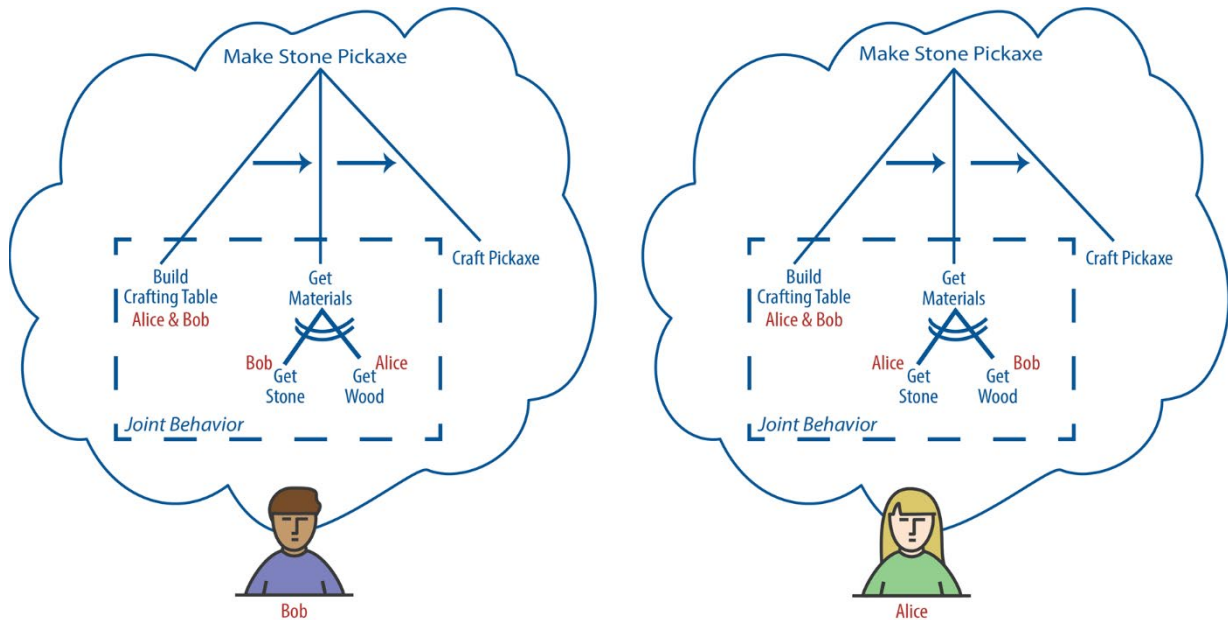 Make Stone Pickaxe
Build
Crafting Table
Alice & Bob
Get
Materials
Craft Pickaxe
Bob
Alice
Get
Stone
Get
Wood
Joint Behavior
Bob
Make Stone Pickaxe
Build
Crafting Table
Alice & Bob
Get
Materials
Craft Pickaxe
Alice
Bob
Get
Stone
Get
Wood
Joint Behavior
Alice